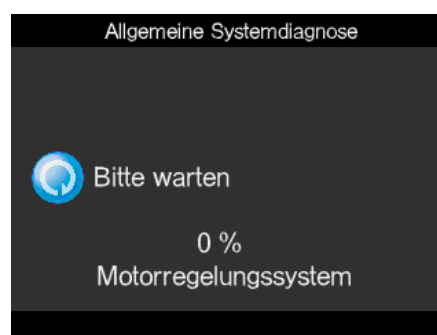 Allgemeine Systemdiagnose
Bitte warten
0 %
Motorregelungssystem